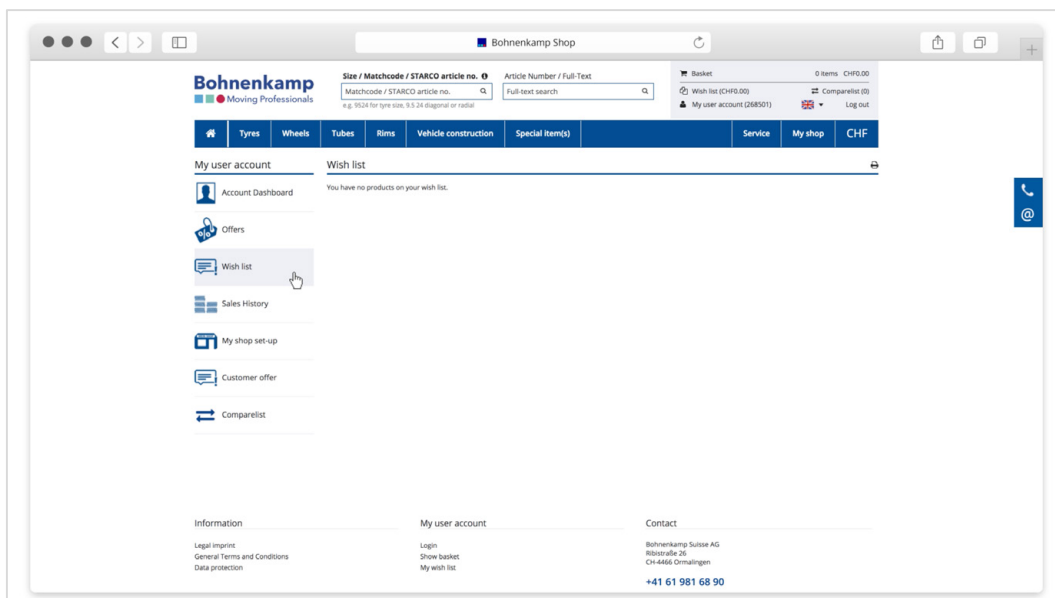 Bohnenkamp Shop
Bohnenkamp
Moving Professionals
Size / Matchcode / STARCO article no.
Article Number / Full-Text
Matchcode / STARCO article no.
Full-text search
e.g. 9524 for tyre size, 9.5 24 diagonal or radial
Basket 0 items CHF0.00
Wish list (CHF0.00) Comparelist (0)
My user account (268501) Log out
Tyres Wheels Tubes Rims Vehicle construction Special item(s) Service My shop CHF
My user account
Wish list
You have no products on your wish list.
Account Dashboard
Offers
Wish list
Sales History
My shop set-up
Customer offer
Comparelist
Information
Legal imprint
General Terms and Conditions
Data protection
My user account
Login
Show basket
My wish list
Contact
Bohnenkamp Suisse AG
Ribistraße 26
CH-4466 Ormalingen
+41 61 981 68 90